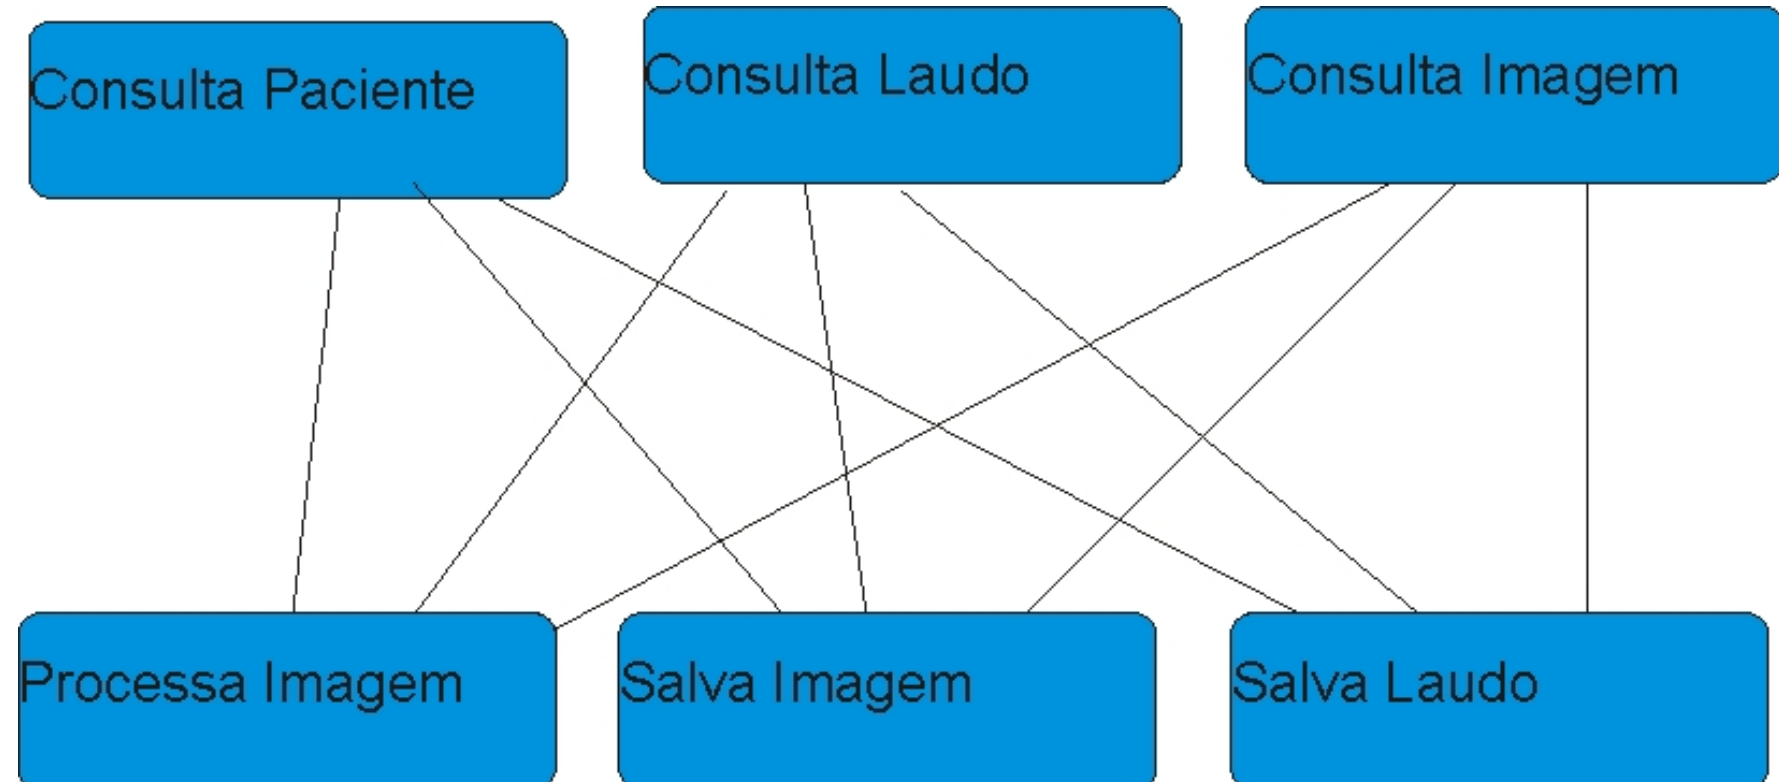 Consulta Paciente
Consulta Laudo
Consulta Imagem
Processa Imagem
Salva Imagem
Salva Laudo